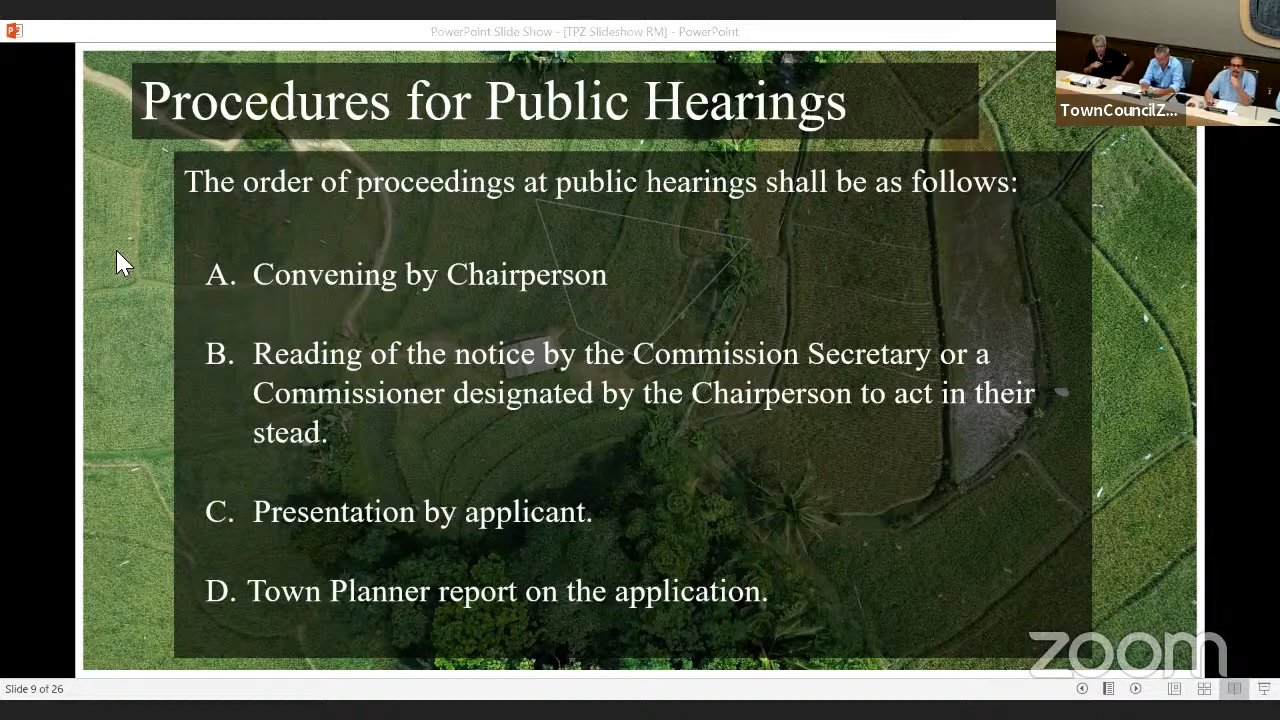 PowerPoint Slide Show - [TPZ Slideshow RM] - PowerPoint
TownCouncilZ...
Procedures for Public Hearings
The order of proceedings at public hearings shall be as follows:
A. Convening by Chairperson
B. Reading of the notice by the Commission Secretary or a
Commissioner designated by the Chairperson to act in their
stead.
C. Presentation by applicant.
D. Town Planner report on the application.
zoom
Slide 9 of 26